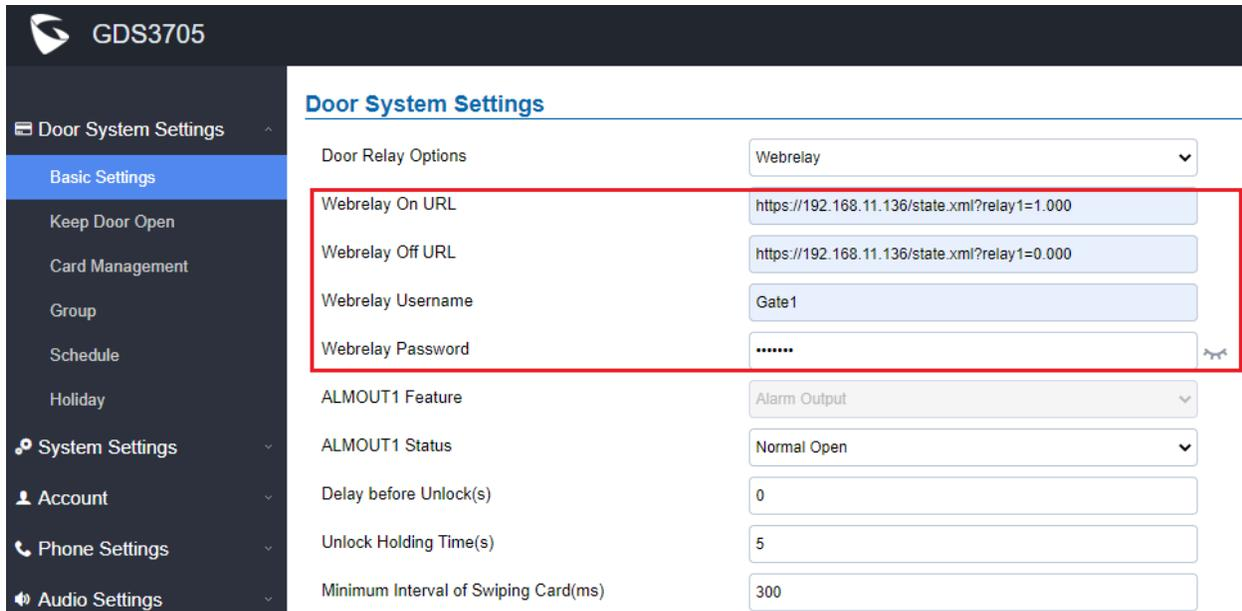 GDS3705
Door System Settings
Basic Settings
Keep Door Open
Card Management
Group
Schedule
Holiday
System Settings
Account
Phone Settings
Audio Settings
Door System Settings
Door Relay Options Webrelay
Webrelay On URL https://192.168.11.136/state.xml?relay1=1.000
Webrelay Off URL https://192.168.11.136/state.xml?relay1=0.000
Webrelay Username Gate1
Webrelay Password •••••••
ALMOUT1 Feature Alarm Output
ALMOUT1 Status Normal Open
Delay before Unlock(s) 0
Unlock Holding Time(s) 5
Minimum Interval of Swiping Card(ms) 300